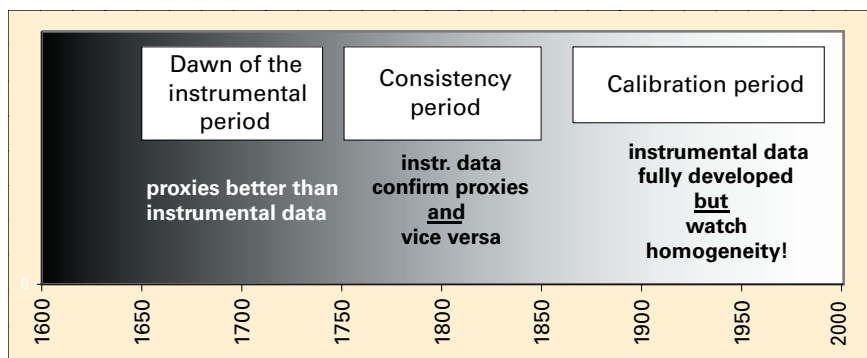 Dawn of the
instrumental
period
Consistency
period
Calibration period
proxies better than
instrumental data
instr. data
confirm proxies
and
vice versa
instrumental data
fully developed
but
watch
homogeneity!
0
1600
1650
1700
1750
1800
1850
1900
1950
2000